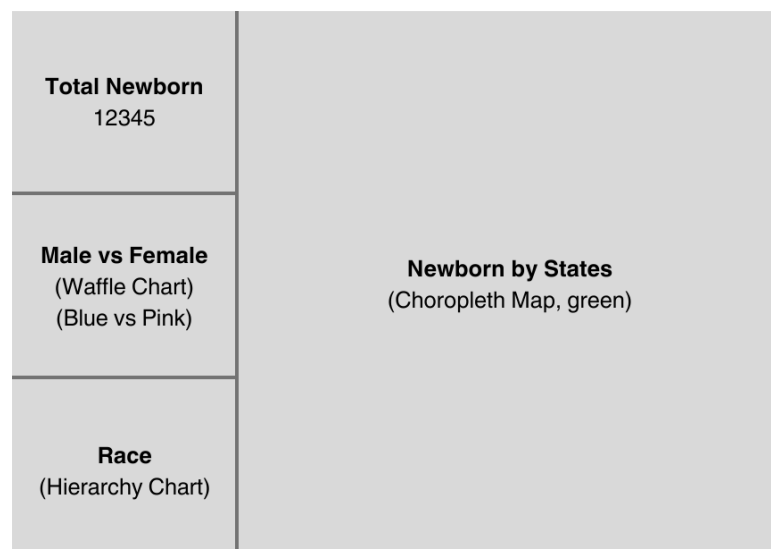 Total Newborn
12345
Male vs Female
(Waffle Chart)
(Blue vs Pink)
Race
(Hierarchy Chart)
Newborn by States
(Choropleth Map, green)